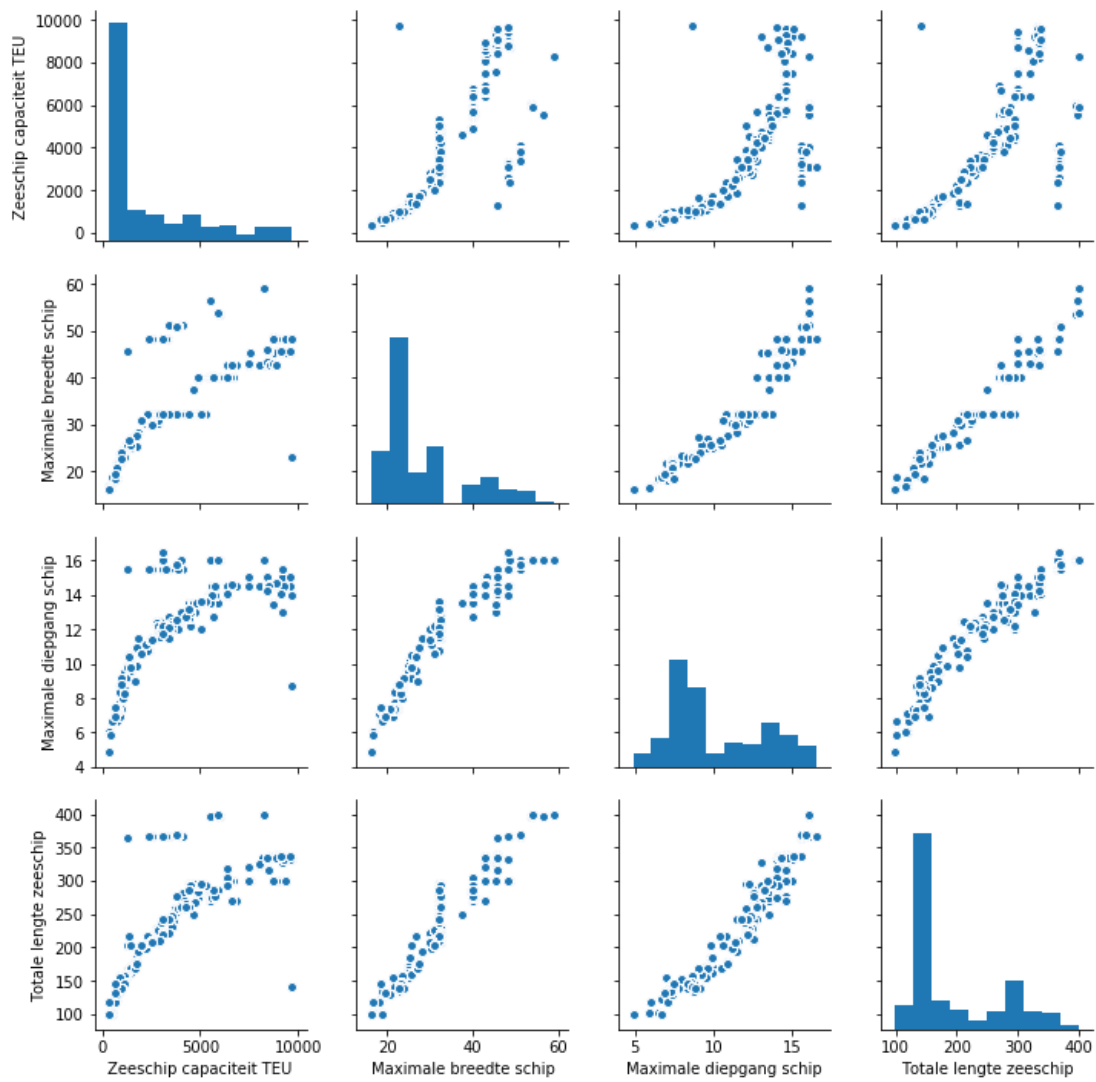 10000
8000
6000
4000
2000
0
Zeeschip capaciteit TEU
60
50
40
30
20
Maximale breedte schip
16
14
12
10
8
6
4
Maximale diepgang schip
400
350
300
250
200
150
100
Totale lengte zeeschip
0 5000 10000
20 40 60
5 10 15
100 200 300 400
Zeeschip capaciteit TEU
Maximale breedte schip
Maximale diepgang schip
Totale lengte zeeschip